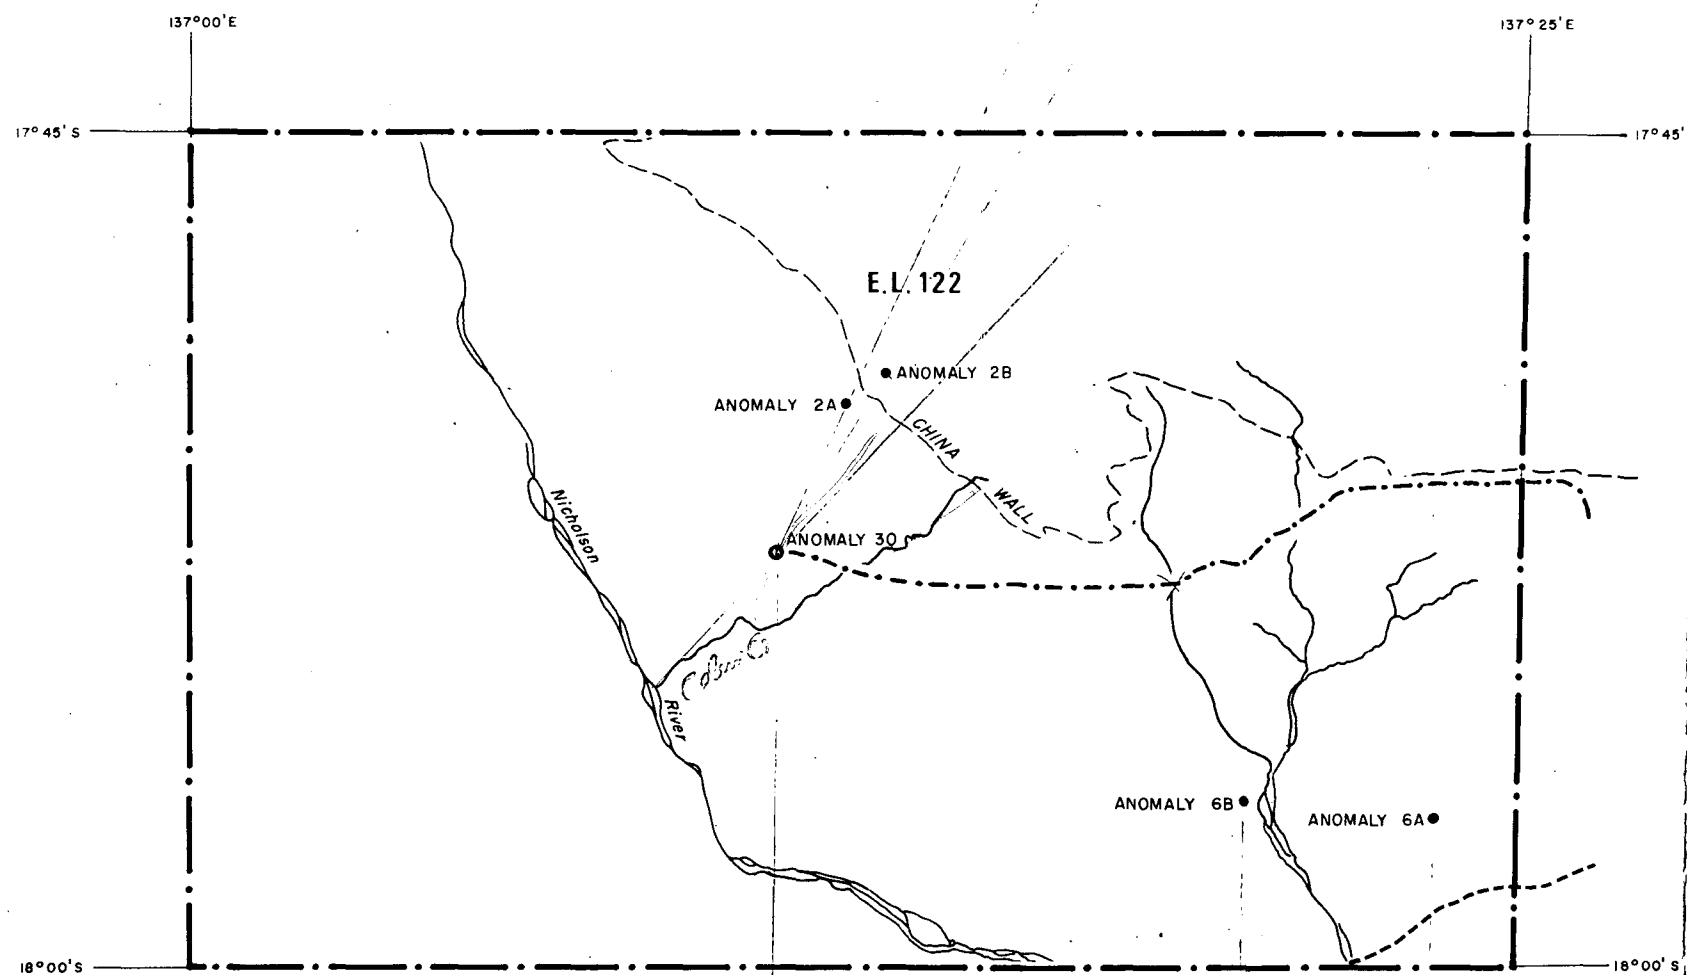 137°00'E
137°25'E
17°45'S
17°45'
E.L. 122
ANOMALY 2B
ANOMALY 2A
CHINA
WALL
Nicholson
ANOMALY 30
River
ANOMALY 6B
ANOMALY 6A
18°00'S
18°00'S